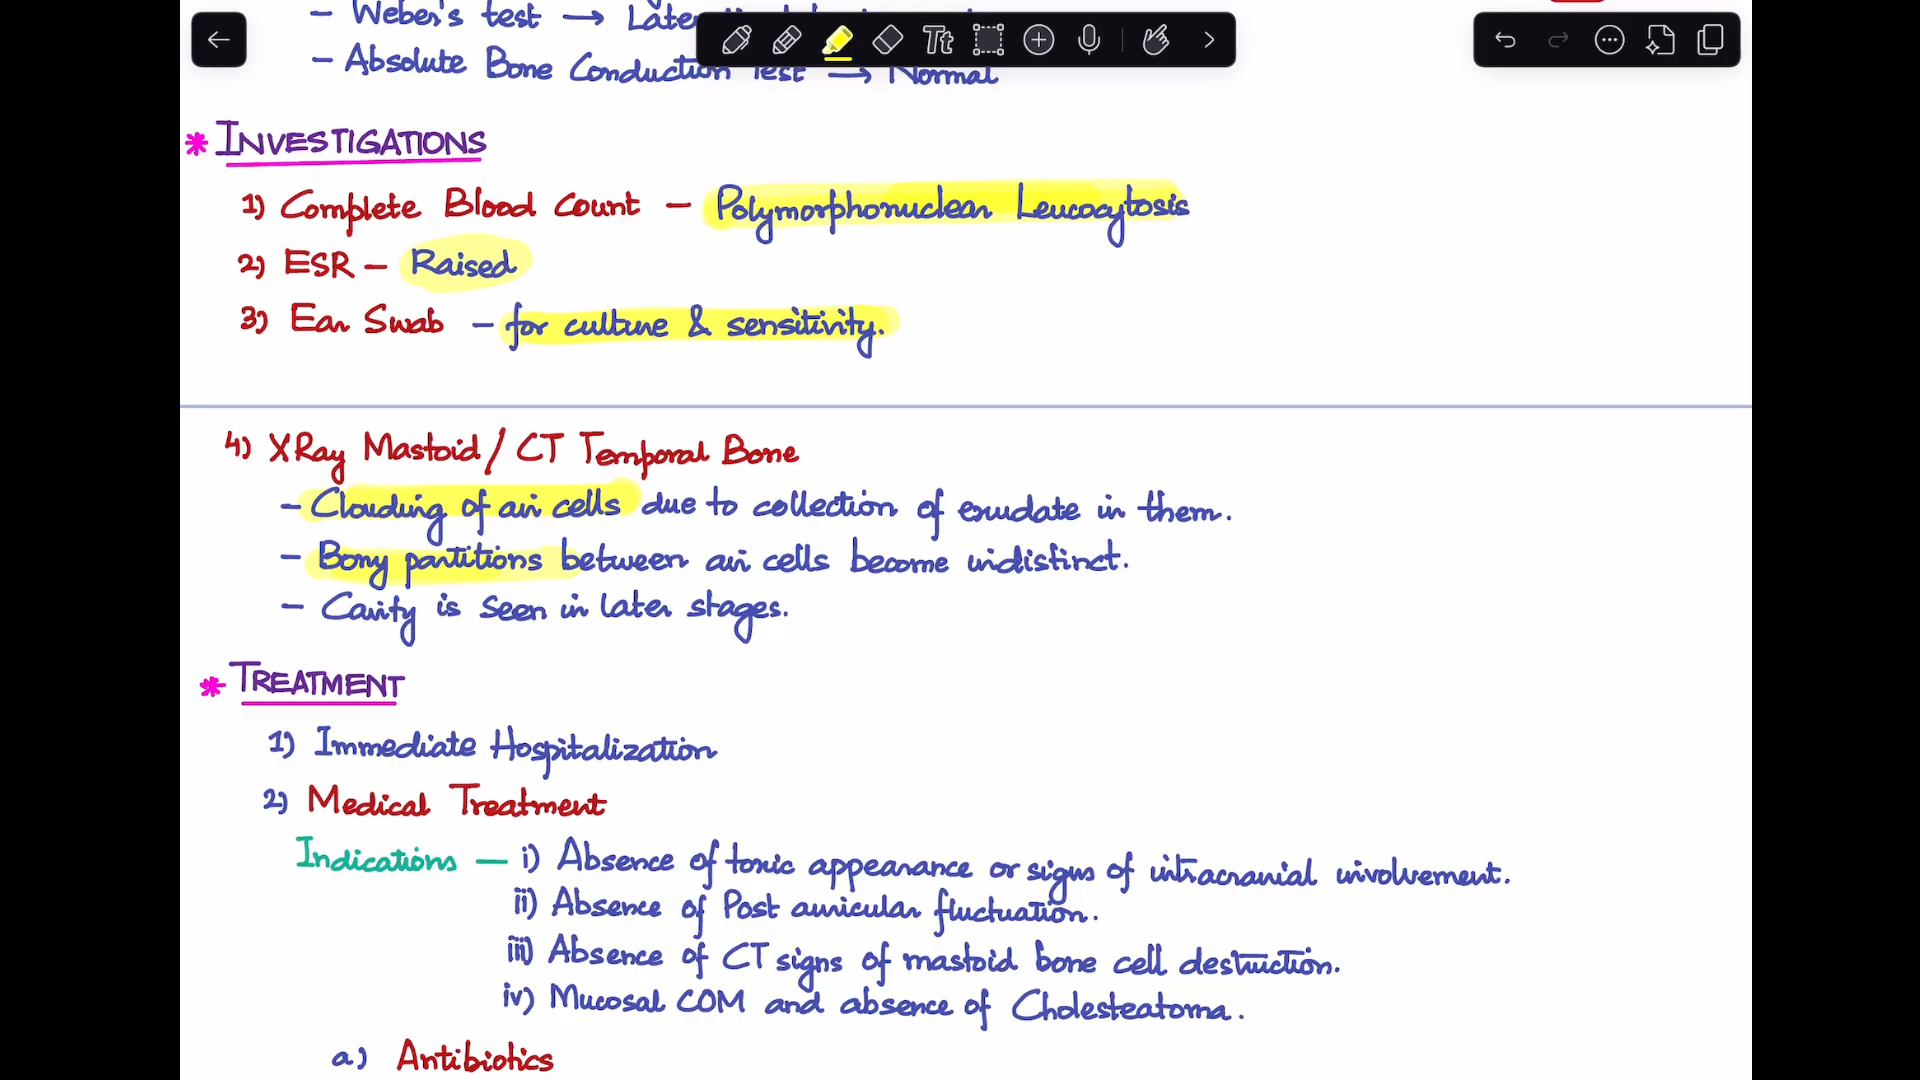 – Weber's test → Late
– Absolute Bone Conduction Test → Normal
Tt
* INVESTIGATIONS
1) Complete Blood Count – Polymorphonuclear Leucocytosis
2) ESR – Raised
3) Ear Swab – for culture & sensitivity.
4) XRay Mastoid / CT Temporal Bone
– Clouding of air cells due to collection of exudate in them.
– Bony partitions between air cells become indistinct.
– Cavity is seen in later stages.
* TREATMENT
1) Immediate Hospitalization
2) Medical Treatment
Indications — i) Absence of toxic appearance or signs of intracranial involvement.
ii) Absence of Post auricular fluctuation.
iii) Absence of CT signs of mastoid bone cell destruction.
iv) Mucosal COM and absence of Cholesteatoma.
a) Antibiotics